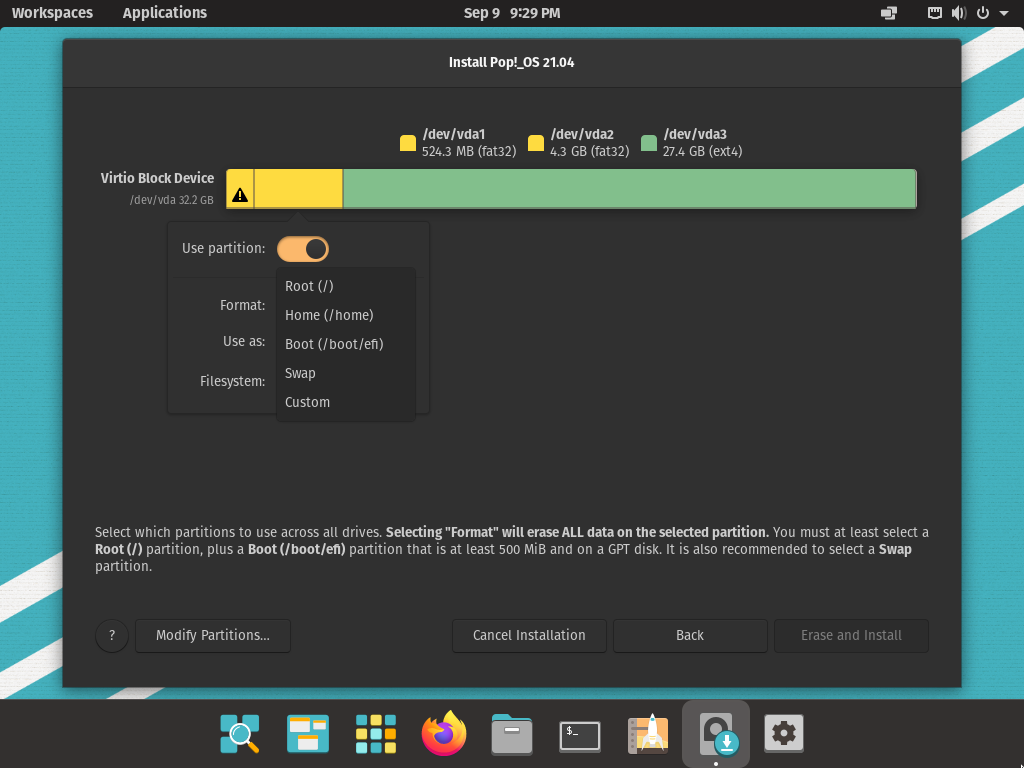 Workspaces Applications Sep 9 9:29 PM
Install Pop!_OS 21.04
/dev/vda1 /dev/vda2 /dev/vda3
524.3 MB (fat32) 4.3 GB (fat32) 27.4 GB (ext4)
Virtio Block Device
/dev/vda 32.2 GB
Use partition:
Format:
Use as:
Filesystem:
Root (/)
Home (/home)
Boot (/boot/efi)
Swap
Custom
Select which partitions to use across all drives. Selecting "Format" will erase ALL data on the selected partition. You must at least select a
Root (/) partition, plus a Boot (/boot/efi) partition that is at least 500 MiB and on a GPT disk. It is also recommended to select a Swap
partition.
? Modify Partitions... Cancel Installation Back Erase and Install
$_